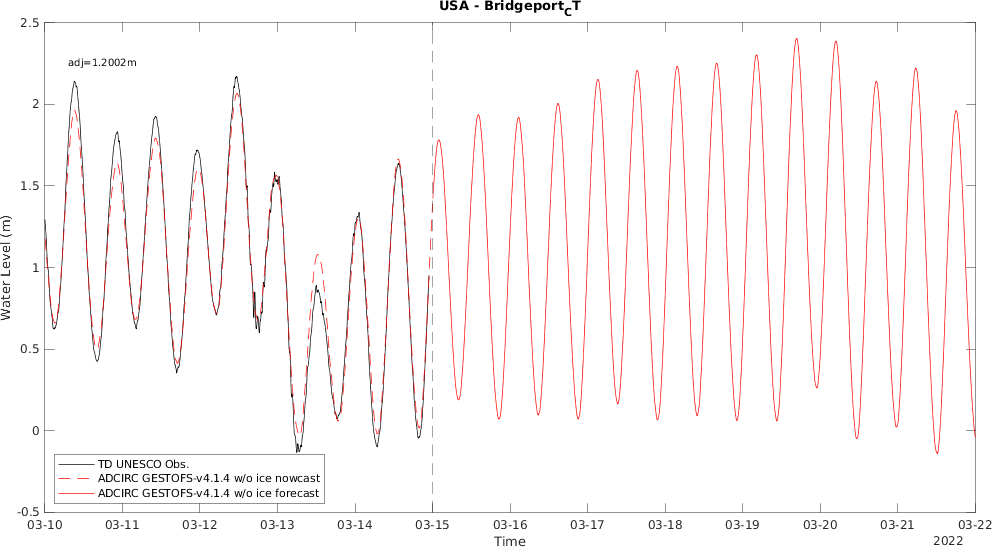 USA - Bridgeport_CT
adj=1.2002m
2.5
2
1.5
1
0.5
0
-0.5
Water Level (m)
TD UNESCO Obs.
ADCIRC GESTOFS-v4.1.4 w/o ice nowcast
ADCIRC GESTOFS-v4.1.4 w/o ice forecast
03-10 03-11 03-12 03-13 03-14 03-15 03-16 03-17 03-18 03-19 03-20 03-21 03-22
Time
2022